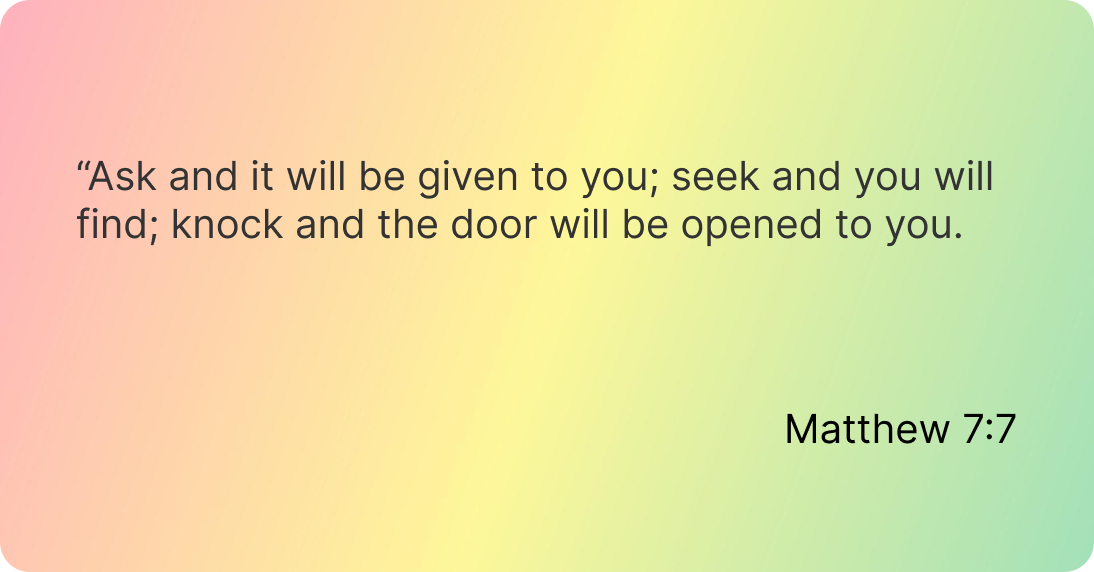 “Ask and it will be given to you; seek and you will
find; knock and the door will be opened to you.
Matthew 7:7